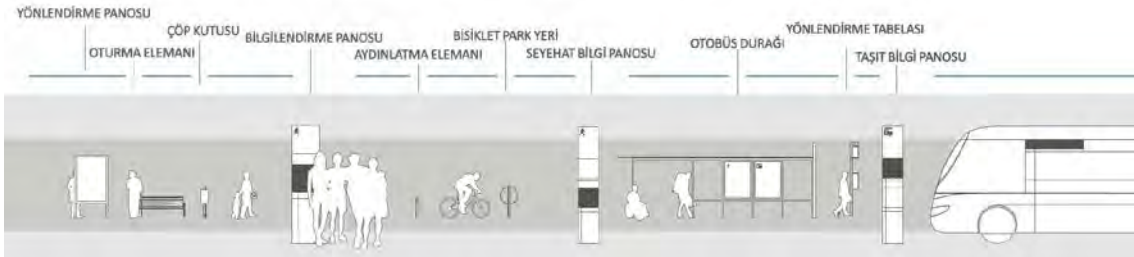 YÖNLENDİRME PANOSU
OTURMA ELEMANI
ÇÖP KUTUSU
BİLGİLENDİRME PANOSU
AYDINLATMA ELEMANI
BİSİKLET PARK YERİ
SEYEHAT BİLGİ PANOSU
OTOBÜS DURAĞI
YÖNLENDİRME TABELASI
TAŞIT BİLGİ PANOSU